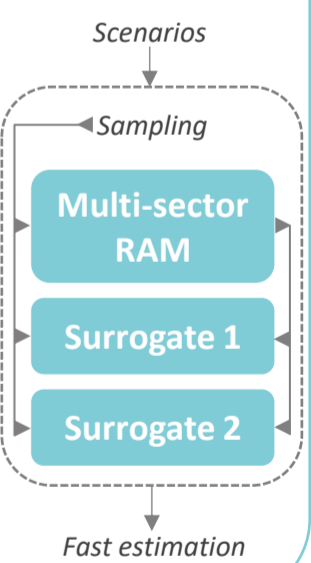 Scenarios
Sampling
Multi-sector
RAM
Surrogate 1
Surrogate 2
Fast estimation